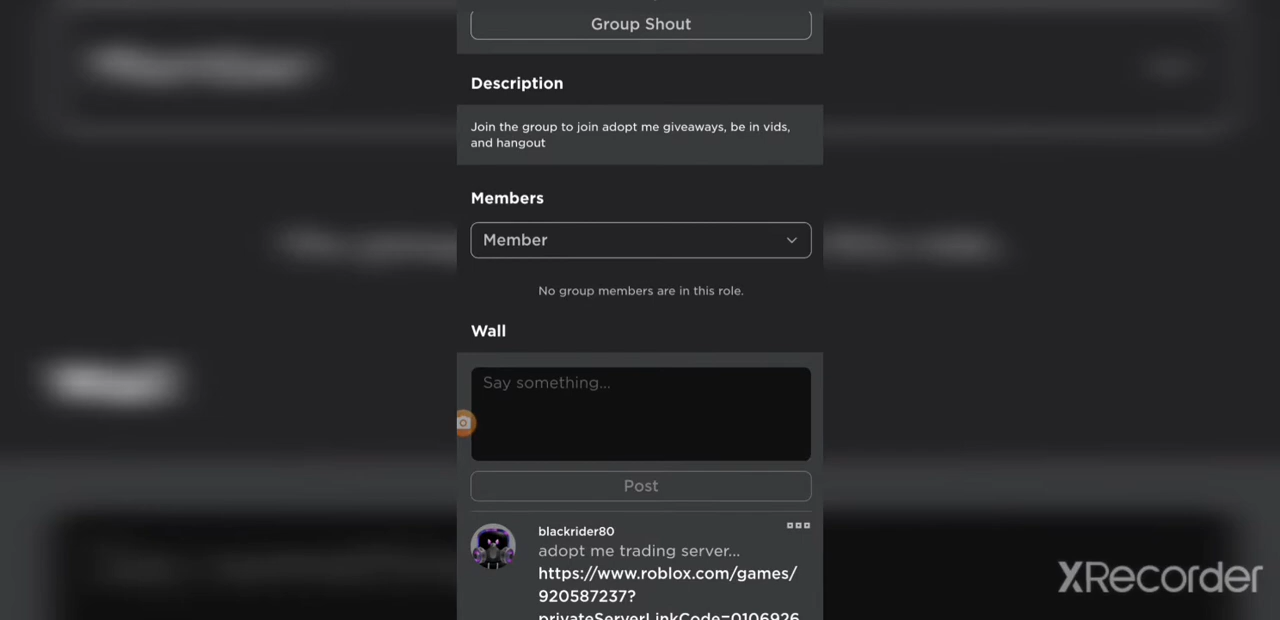 Group Shout
Description
Join the group to join adopt me giveaways, be in vids,
and hangout
Members
Member
No group members are in this role.
Wall
Say something...
Post
blackrider80
adopt me trading server...
https://www.roblox.com/games/
920587237?
privateServerLinkCode=0106926
XRecorder